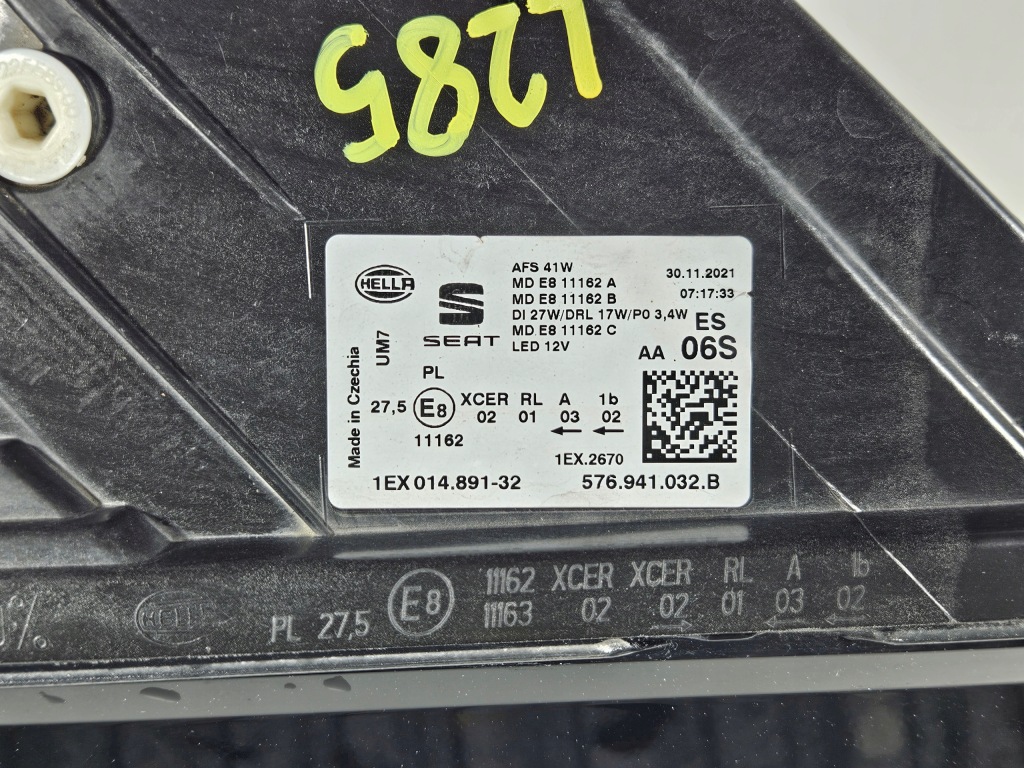 L285
HELLA
SEAT
AFS 41W
MD E8 11162 A
MD E8 11162 B
DI 27W/DRL 17W/PO 3,4W
MD E8 11162 C
LED 12V
30.11.2021
07:17:33
ES
AA 06S
Made in Czechia
UM7
PL
27,5 E8 XCER RL A 1b
02 01 03 02
11162
1EX.2670
1EX 014.891-32 576.941.032.B
%
HELLA
PL 27,5 E8
11162 XCER XCER RL A 1b
11163 02 02 01 03 02